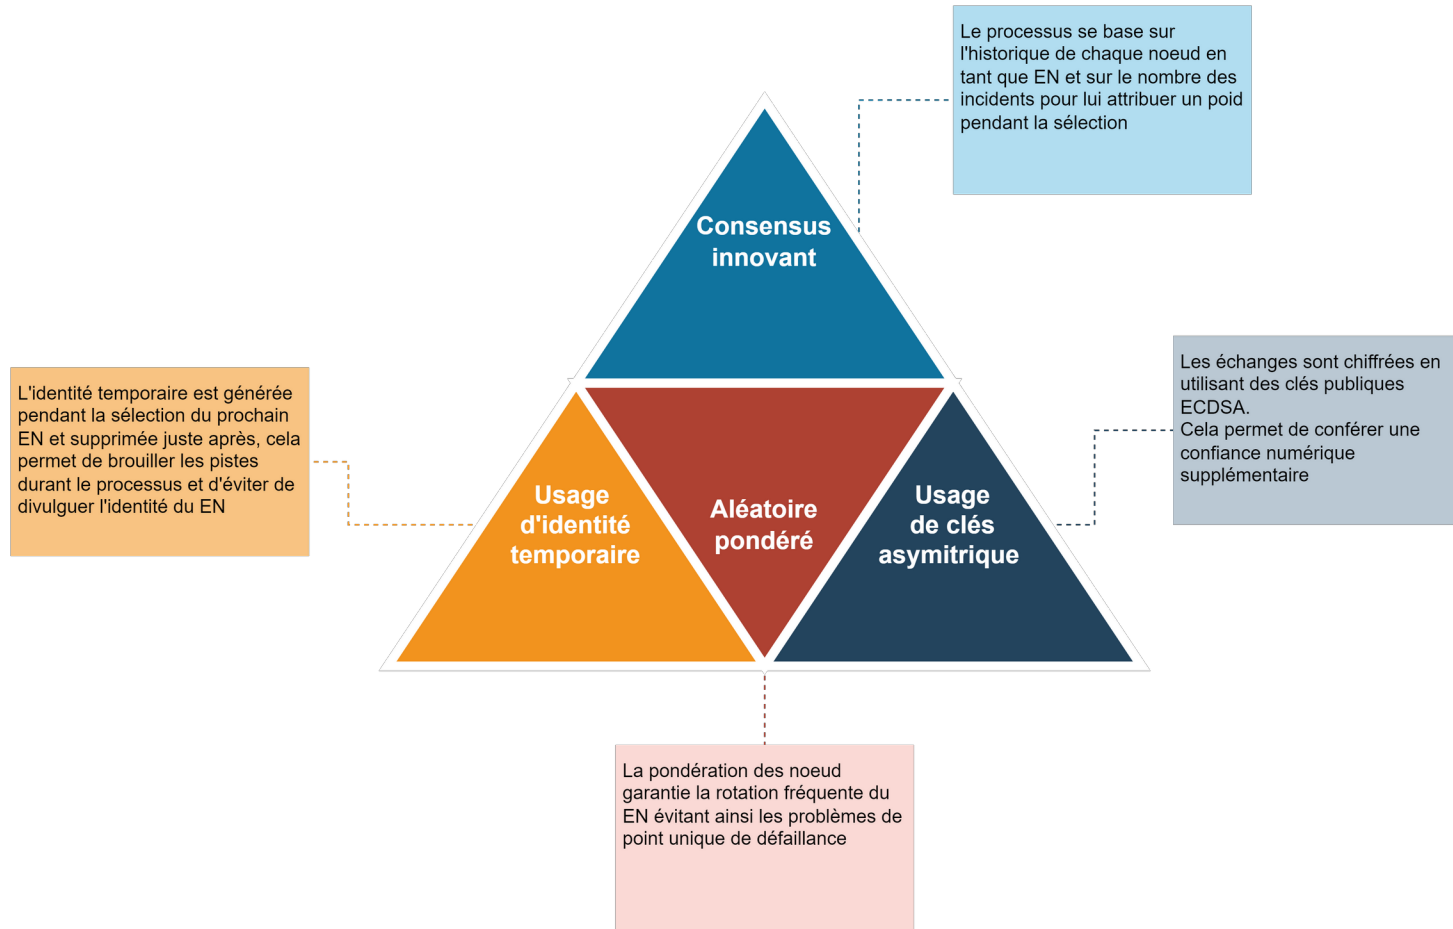 Le processus se base sur
l'historique de chaque noeud en
tant que EN et sur le nombre des
incidents pour lui attribuer un poid
pendant la sélection
Consensus
innovant
L'identité temporaire est générée
pendant la sélection du prochain
EN et supprimée juste après, cela
permet de brouiller les pistes
durant le processus et d'éviter de
divulguer l'identité du EN
Les échanges sont chiffrées en
utilisant des clés publiques
ECDSA.
Cela permet de conférer une
confiance numérique
supplémentaire
Usage
d'identité
temporaire
Aléatoire
pondéré
Usage
de clés
asymitrique
La pondération des noeud
garantie la rotation fréquente du
EN évitant ainsi les problèmes de
point unique de défaillance